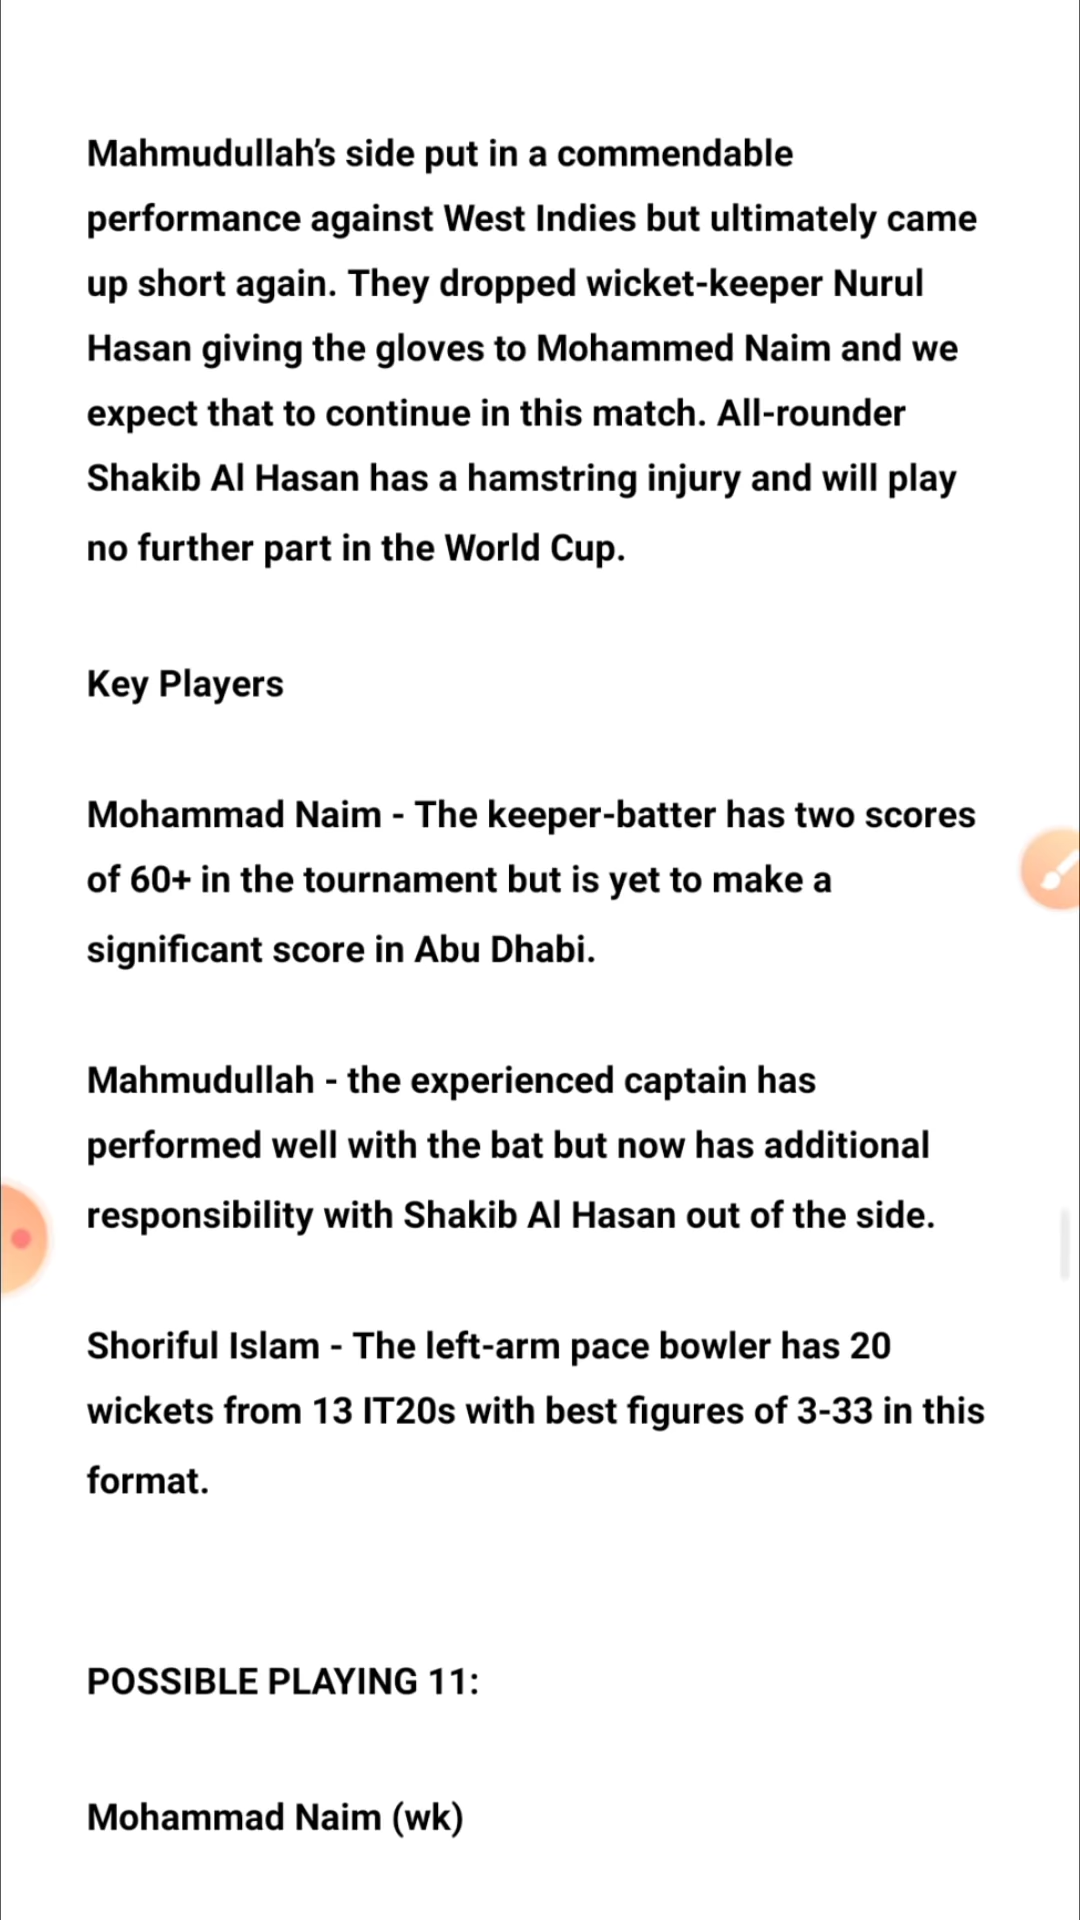 Mahmudullah's side put in a commendable
performance against West Indies but ultimately came
up short again. They dropped wicket-keeper Nurul
Hasan giving the gloves to Mohammed Naim and we
expect that to continue in this match. All-rounder
Shakib Al Hasan has a hamstring injury and will play
no further part in the World Cup.
Key Players
Mohammad Naim - The keeper-batter has two scores
of 60+ in the tournament but is yet to make a
significant score in Abu Dhabi.
Mahmudullah - the experienced captain has
performed well with the bat but now has additional
responsibility with Shakib Al Hasan out of the side.
Shoriful Islam - The left-arm pace bowler has 20
wickets from 13 IT20s with best figures of 3-33 in this
format.
POSSIBLE PLAYING 11:
Mohammad Naim (wk)